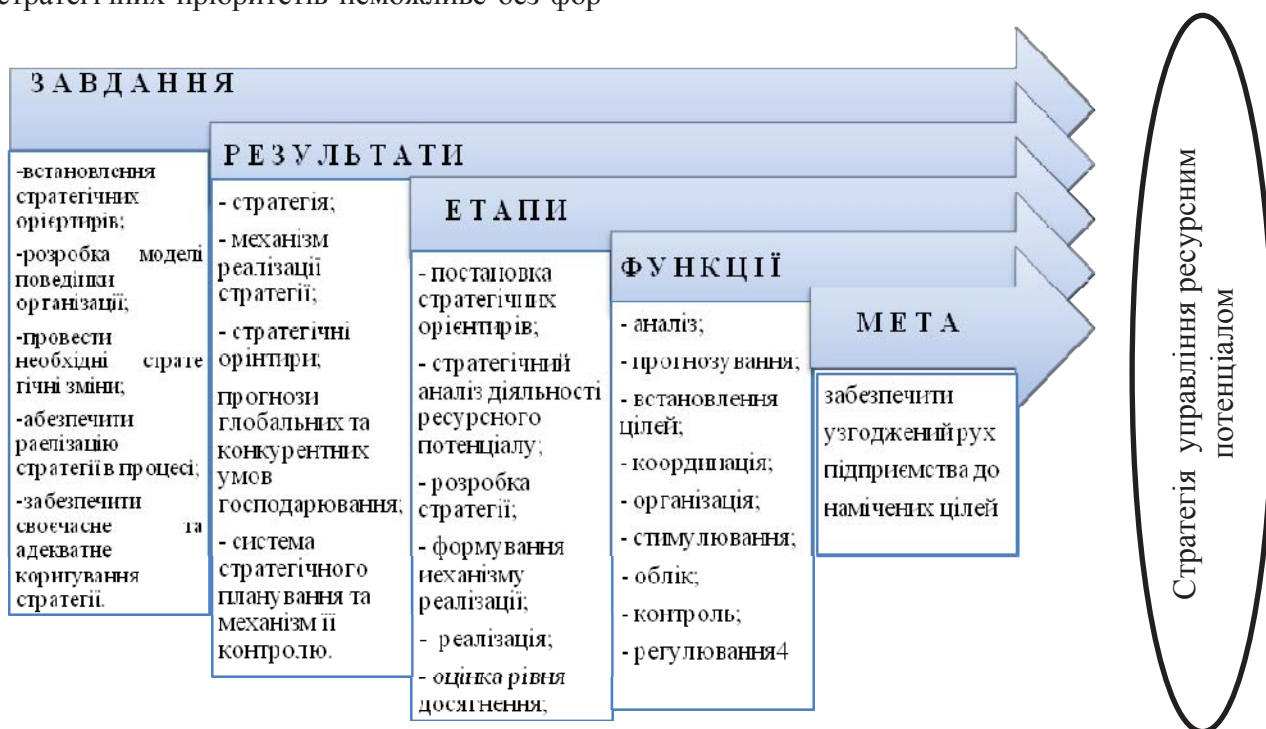 стратегічних пріоритетів неможливе без фор-
ЗАВДАННЯ
-встановлення
стратегічних
орієртирів;
-розробка моделі
поведінки
організації;
-провести
необхідні страте
гічні зміни;
-абезпечити
раелізацію
стратегії в процесі;
-забезпечити
своєчасне та
адекватне
коригування
стратегії.
РЕЗУЛЬТАТИ
- стратегія;
- механізм
реалізації
стратегії;
- стратегічні
орінтири;
прогнози
глобальних та
конкурентних
умов
господарювання;
- система
стратегічного
планування та
механізм її
контролю.
ЕТАПИ
- постановка
стратегічних
орієнтирів;
- стратегічний
аналіз діяльності
ресурсного
потенціалу;
- розробка
стратегії;
- формування
механізму
реалізації;
- реалізація;
- оцінка рівня
досягнення;
ФУНКЦІЇ
- аналіз;
- прогнозування;
- встановлення
цілей;
- координація;
- організація;
- стимулювання;
- облік;
- контроль;
- регулювання4
МЕТА
забезпечити
узгоджений рух
підприємства до
намічених цілей
Стратегія управління ресурсним
потенціалом